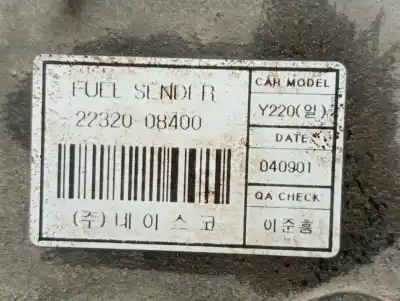 FUEL SENDER
22320 08400
(주) 네이스코
CAR MODEL
Y220(일)
DATE
040901
QA CHECK
이준흥